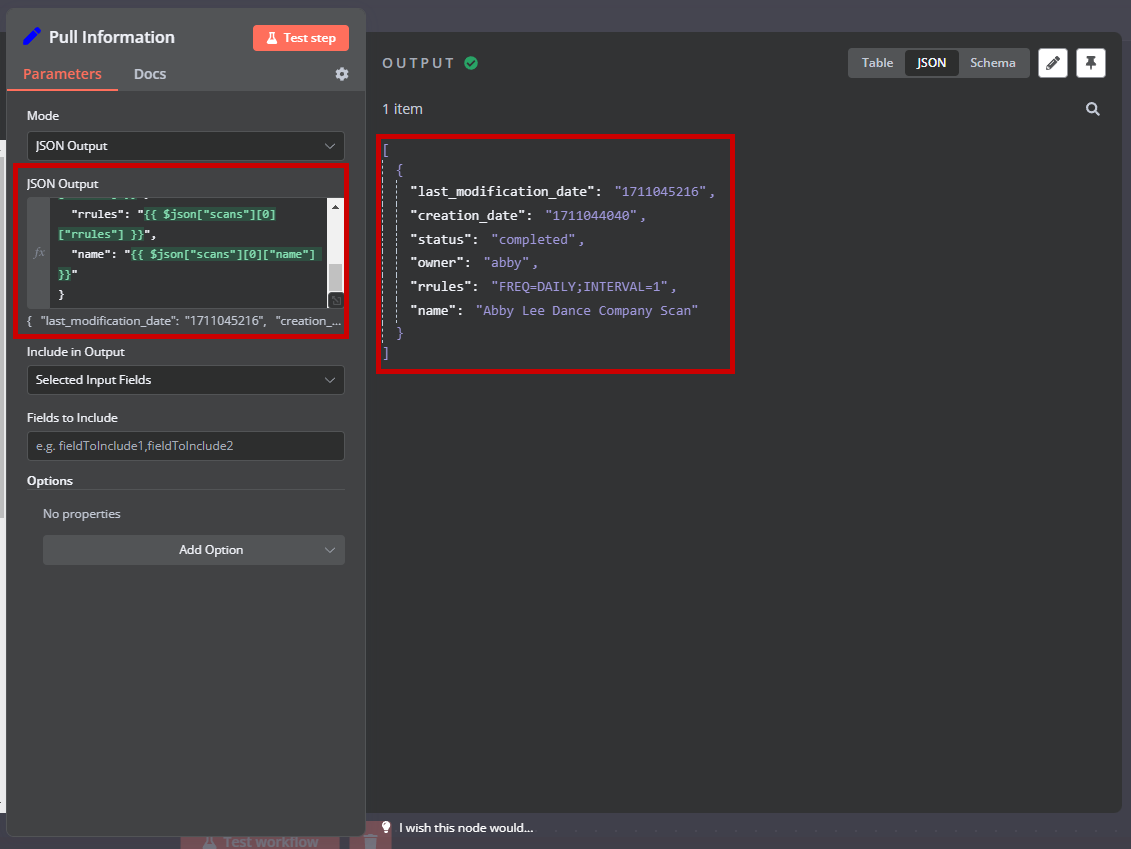 Pull Information
Test step
Parameters
Docs
Mode
JSON Output
JSON Output
"rrules": "{{ $json["scans"][0]
["rrules"] }}",
fx
"name": "{{ $json["scans"][0]["name"]
}}"
}
{ "last_modification_date": "1711045216", "creation_...
Include in Output
Selected Input Fields
Fields to Include
e.g. fieldToInclude1,fieldToInclude2
Options
No properties
Add Option
OUTPUT
Table
JSON
Schema
1 item
[
{
"last_modification_date": "1711045216",
"creation_date": "1711044040",
"status": "completed",
"owner": "abby",
"rrules": "FREQ=DAILY;INTERVAL=1",
"name": "Abby Lee Dance Company Scan"
}
]
I wish this node would...
Test workflow